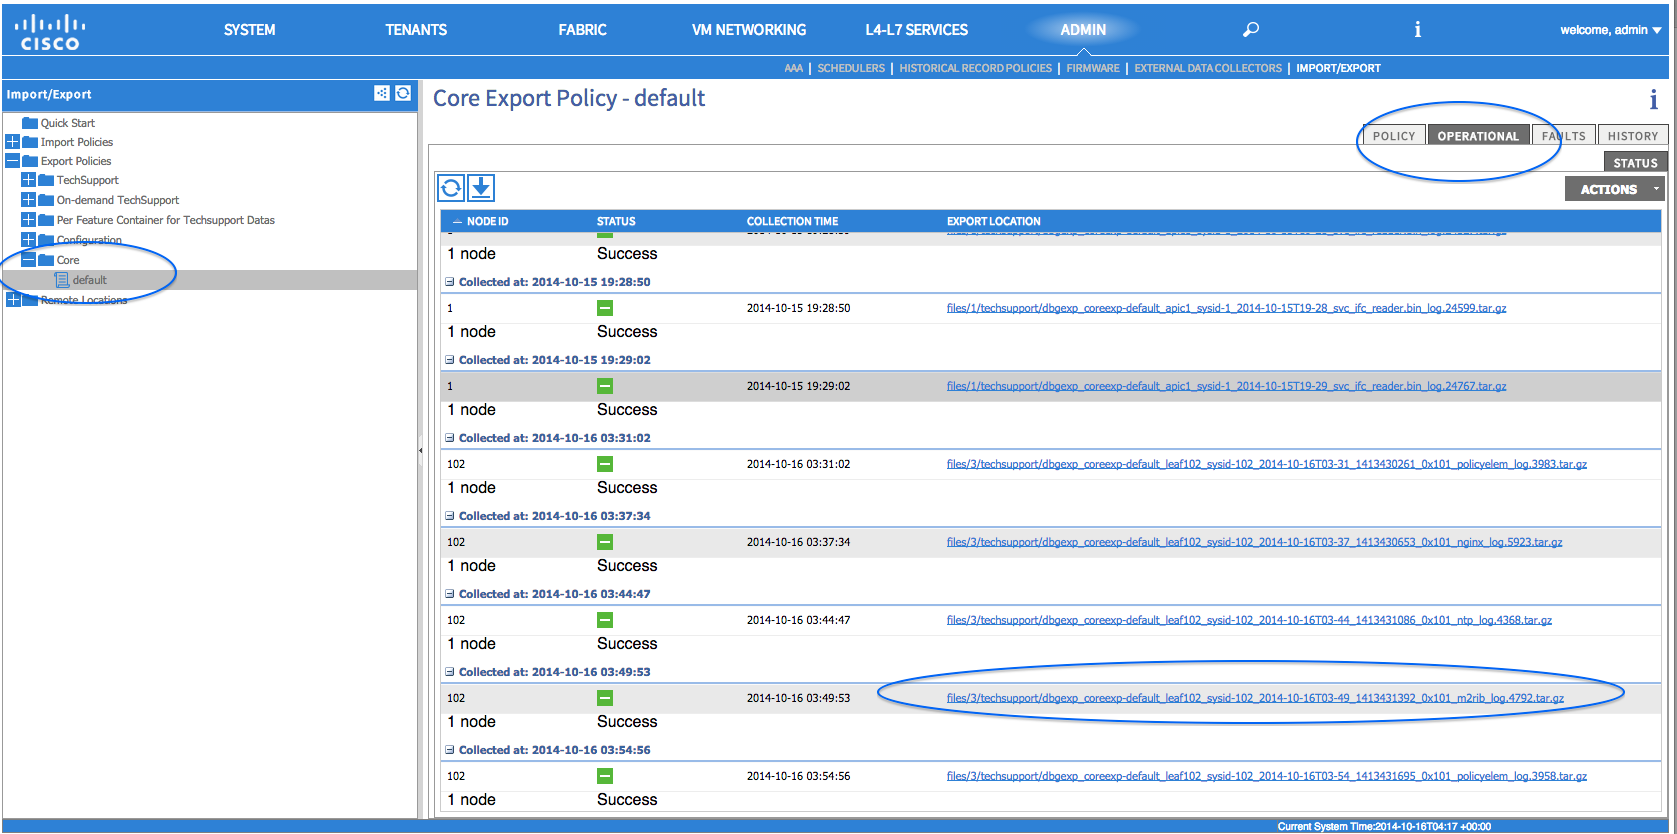 CISCO
SYSTEM TENANTS FABRIC VM NETWORKING L4-L7 SERVICES ADMIN i welcome, admin
AAA | SCHEDULERS | HISTORICAL RECORD POLICIES | FIRMWARE | EXTERNAL DATA COLLECTORS | IMPORT/EXPORT
Import/Export
Quick Start
Import Policies
Export Policies
TechSupport
On-demand TechSupport
Per Feature Container for Techsupport Datas
Configuration
Core
default
Remote Locations
Core Export Policy - default i
POLICY OPERATIONAL FAULTS HISTORY
STATUS
ACTIONS
NODE ID STATUS COLLECTION TIME EXPORT LOCATION
1 node Success
Collected at: 2014-10-15 19:28:50
1 2014-10-15 19:28:50 files/1/techsupport/dbgexp_coreexp-default_apic1_sysid-1_2014-10-15T19-28_svc_ifc_reader.bin_log.24599.tar.gz
1 node Success
Collected at: 2014-10-15 19:29:02
1 2014-10-15 19:29:02 files/1/techsupport/dbgexp_coreexp-default_apic1_sysid-1_2014-10-15T19-29_svc_ifc_reader.bin_log.24767.tar.gz
1 node Success
Collected at: 2014-10-16 03:31:02
102 2014-10-16 03:31:02 files/3/techsupport/dbgexp_coreexp-default_leaf102_sysid-102_2014-10-16T03-31_1413430261_0x101_policyelem_log.3983.tar.gz
1 node Success
Collected at: 2014-10-16 03:37:34
102 2014-10-16 03:37:34 files/3/techsupport/dbgexp_coreexp-default_leaf102_sysid-102_2014-10-16T03-37_1413430653_0x101_nginx_log.5923.tar.gz
1 node Success
Collected at: 2014-10-16 03:44:47
102 2014-10-16 03:44:47 files/3/techsupport/dbgexp_coreexp-default_leaf102_sysid-102_2014-10-16T03-44_1413431086_0x101_ntp_log.4368.tar.gz
1 node Success
Collected at: 2014-10-16 03:49:53
102 2014-10-16 03:49:53 files/3/techsupport/dbgexp_coreexp-default_leaf102_sysid-102_2014-10-16T03-49_1413431392_0x101_m2rib_log.4792.tar.gz
1 node Success
Collected at: 2014-10-16 03:54:56
102 2014-10-16 03:54:56 files/3/techsupport/dbgexp_coreexp-default_leaf102_sysid-102_2014-10-16T03-54_1413431695_0x101_policyelem_log.3958.tar.gz
1 node Success
Current System Time:2014-10-16T04:17 +00:00